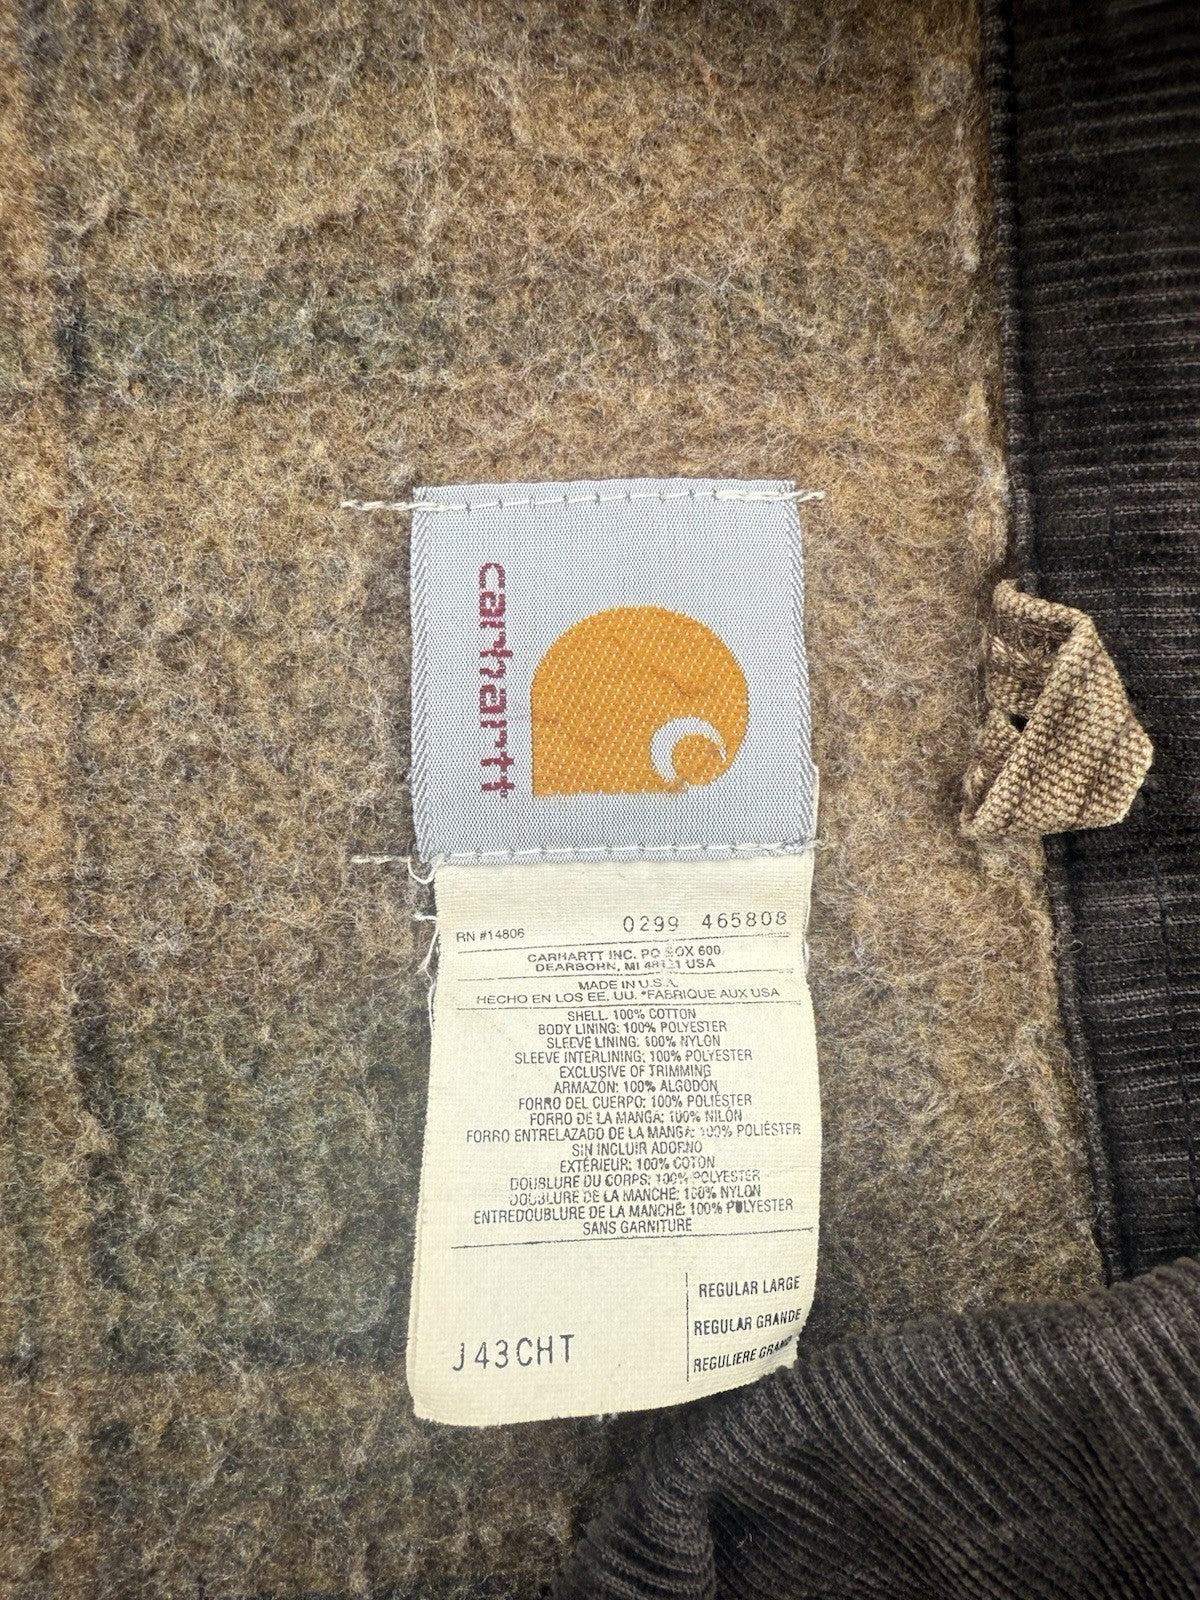 carhartt
RN #14806 0299 465808
CARHARTT INC. PO BOX 600
DEARBORN, MI 48121 USA
MADE IN U.S.A.
HECHO EN LOS EE. UU. *FABRIQUE AUX USA
SHELL: 100% COTTON
BODY LINING: 100% POLYESTER
SLEEVE LINING: 100% NYLON
SLEEVE INTERLINING: 100% POLYESTER
EXCLUSIVE OF TRIMMING
ARMAZÓN: 100% ALGODÓN
FORRO DEL CUERPO: 100% POLIÉSTER
FORRO DE LA MANGA: 100% NILÓN
FORRO ENTRELAZADO DE LA MANGA: 100% POLIÉSTER
SIN INCLUIR ADORNO
EXTÉRIEUR: 100% COTON
DOUBLURE DU CORPS: 100% POLYESTER
DOUBLURE DE LA MANCHE: 100% NYLON
ENTREDOUBLURE DE LA MANCHE: 100% POLYESTER
SANS GARNITURE
REGULAR LARGE
REGULAR GRANDE
REGULIERE GRAND
J43CHT